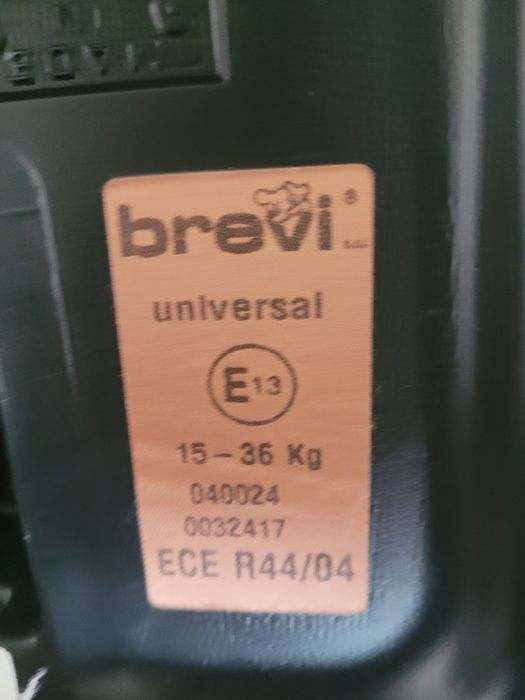 brevi®
universal
E13
15 – 36 Kg
040024
0032417
ECE R44/04